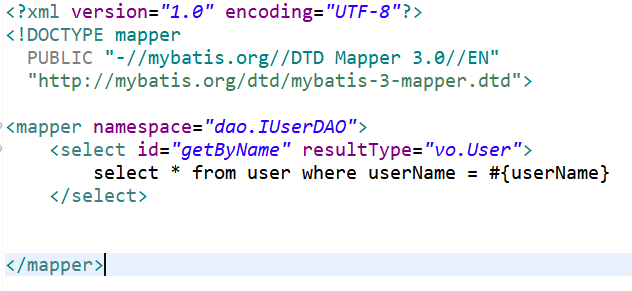 <?xml version="1.0" encoding="UTF-8"?>
<!DOCTYPE mapper
PUBLIC "-//mybatis.org//DTD Mapper 3.0//EN"
"http://mybatis.org/dtd/mybatis-3-mapper.dtd">
<mapper namespace="dao.IUserDAO">
<select id="getByName" resultType="vo.User">
select * from user where userName = #{userName}
</select>
</mapper>